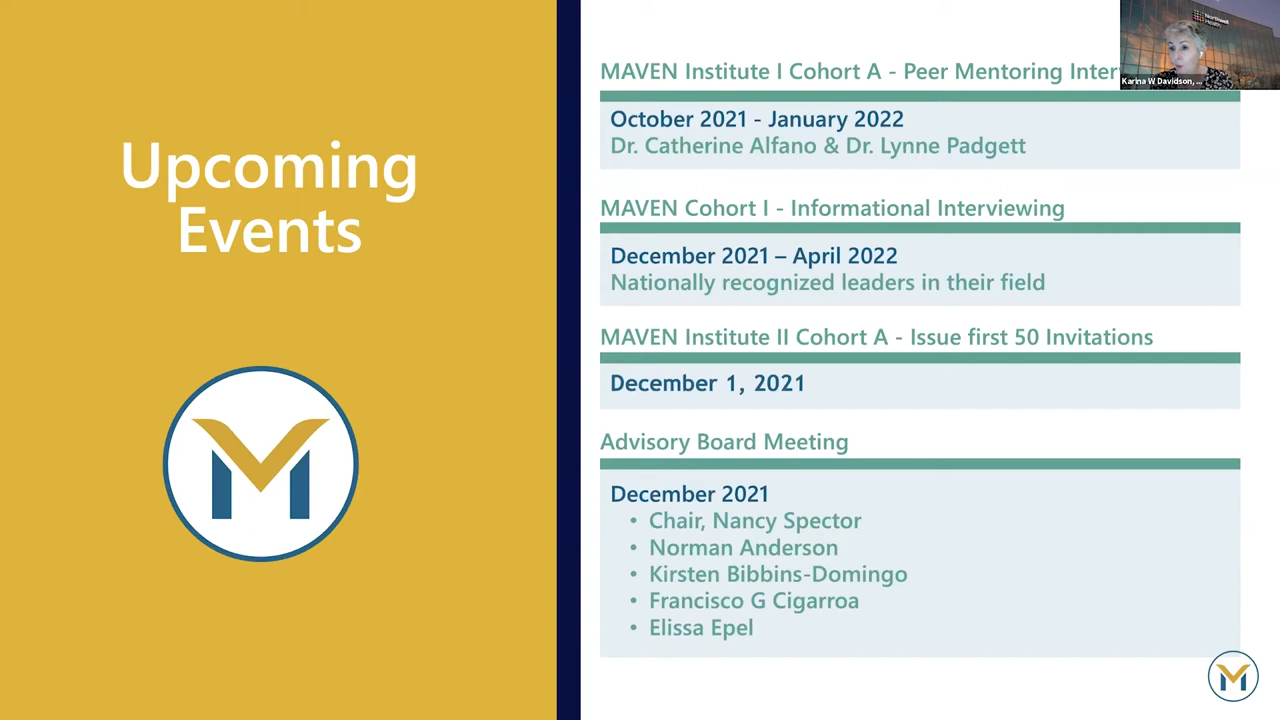 Upcoming
Events
MAVEN Institute I Cohort A - Peer Mentoring
October 2021 - January 2022
Dr. Catherine Alfano & Dr. Lynne Padgett
MAVEN Cohort I - Informational Interviewing
December 2021 – April 2022
Nationally recognized leaders in their field
MAVEN Institute II Cohort A - Issue first 50 Invitations
December 1, 2021
Advisory Board Meeting
December 2021
• Chair, Nancy Spector
• Norman Anderson
• Kirsten Bibbins-Domingo
• Francisco G Cigarroa
• Elissa Epel
Northwell
Health
Karina W Davidson, ...